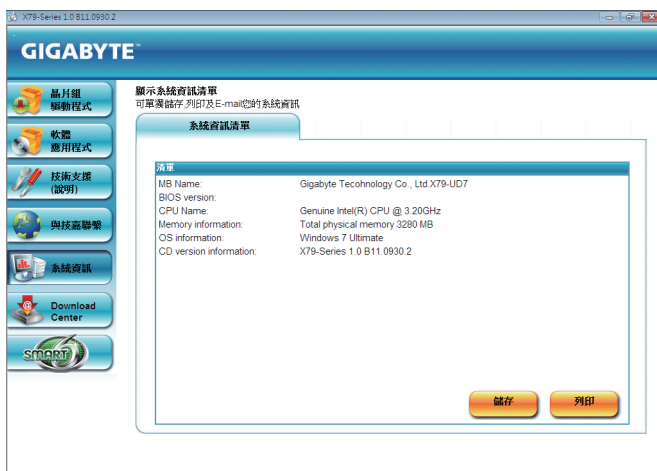 X79-Series 1.0 B11.0930.2
GIGABYTE™
晶片組
驅動程式
軟體
應用程式
技術支援
(說明)
與技嘉聯繫
系統資訊
Download
Center
SMART 6
顯示系統資訊清單
可單獨儲存,列印及E-mail您的系統資訊
系統資訊清單
清單
MB Name: Gigabyte Tecohnology Co., Ltd.X79-UD7
BIOS version:
CPU Name: Genuine Intel(R) CPU @ 3.20GHz
Memory information: Total physical memory 3280 MB
OS information: Windows 7 Ultimate
CD version information: X79-Series 1.0 B11.0930.2
儲存 列印